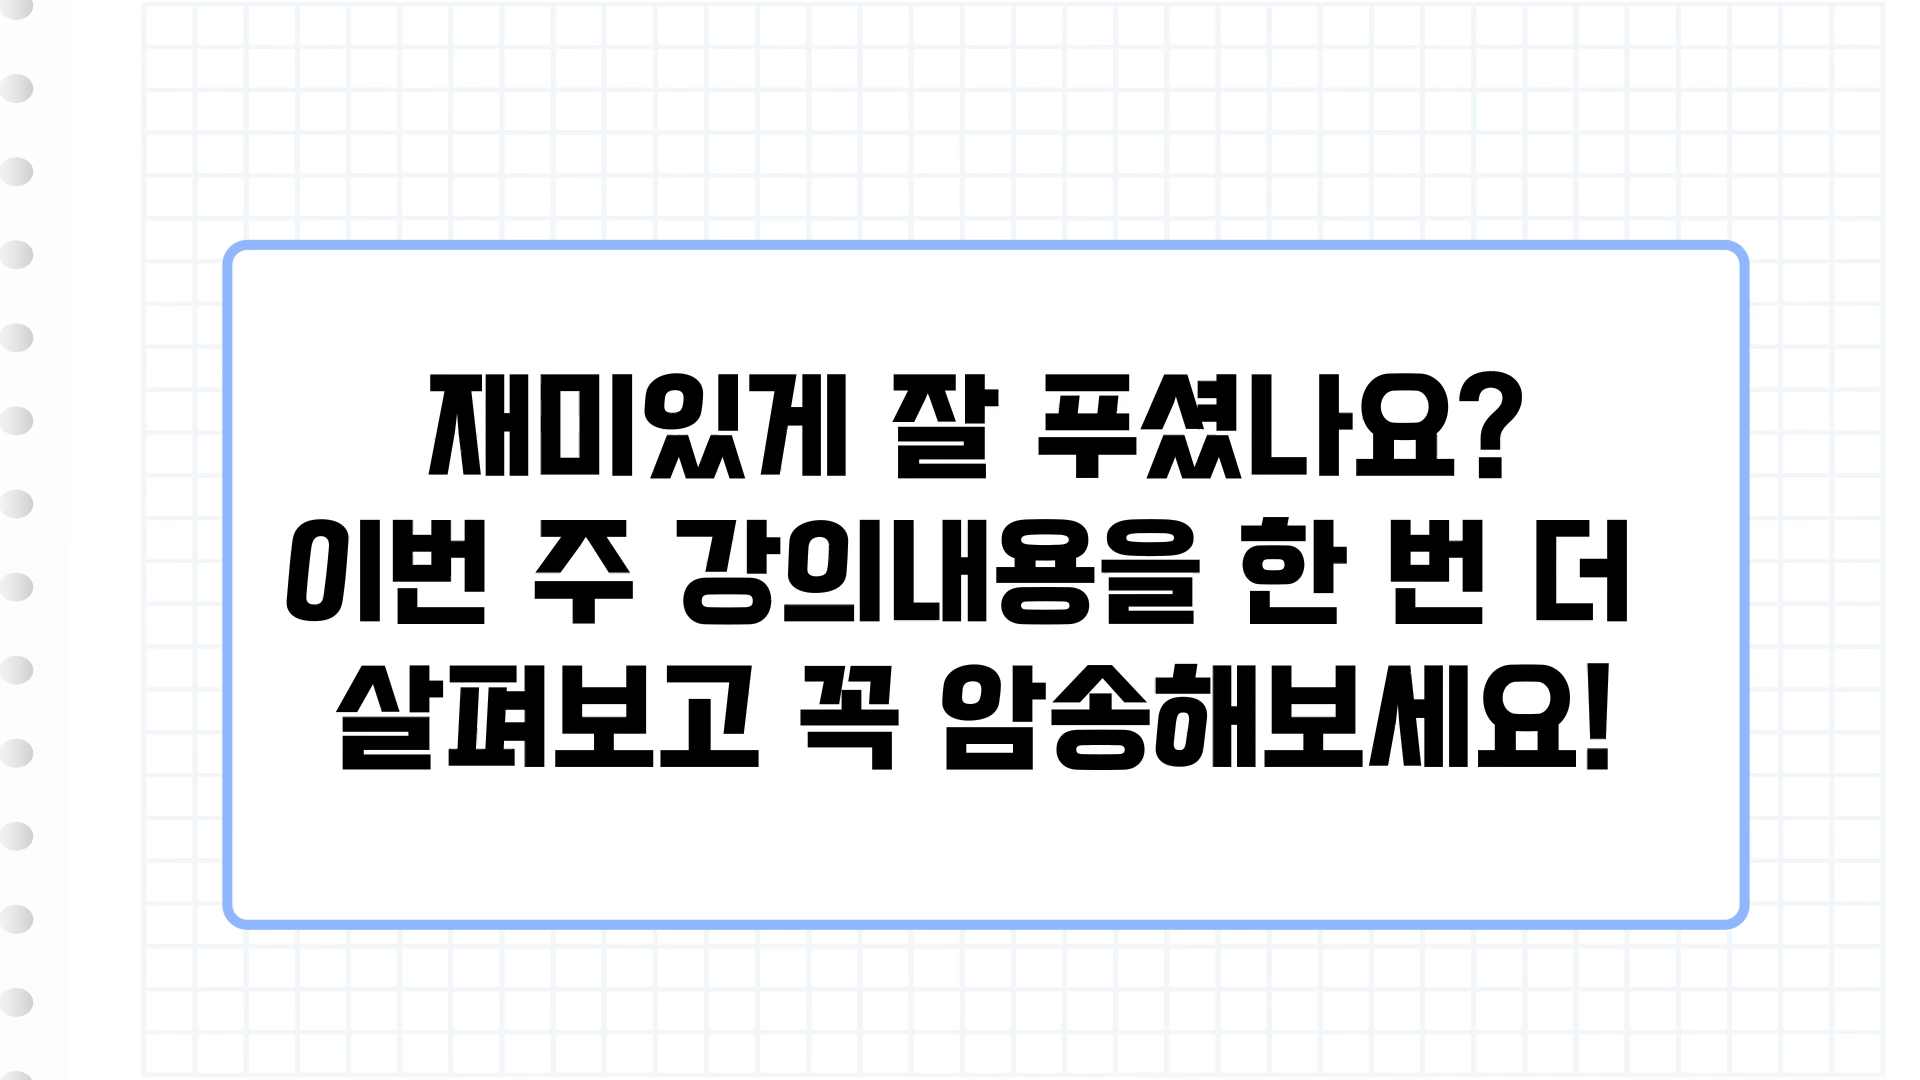 재미있게 잘 푸셨나요?
이번 주 강의내용을 한 번 더
살펴보고 꼭 암송해보세요!